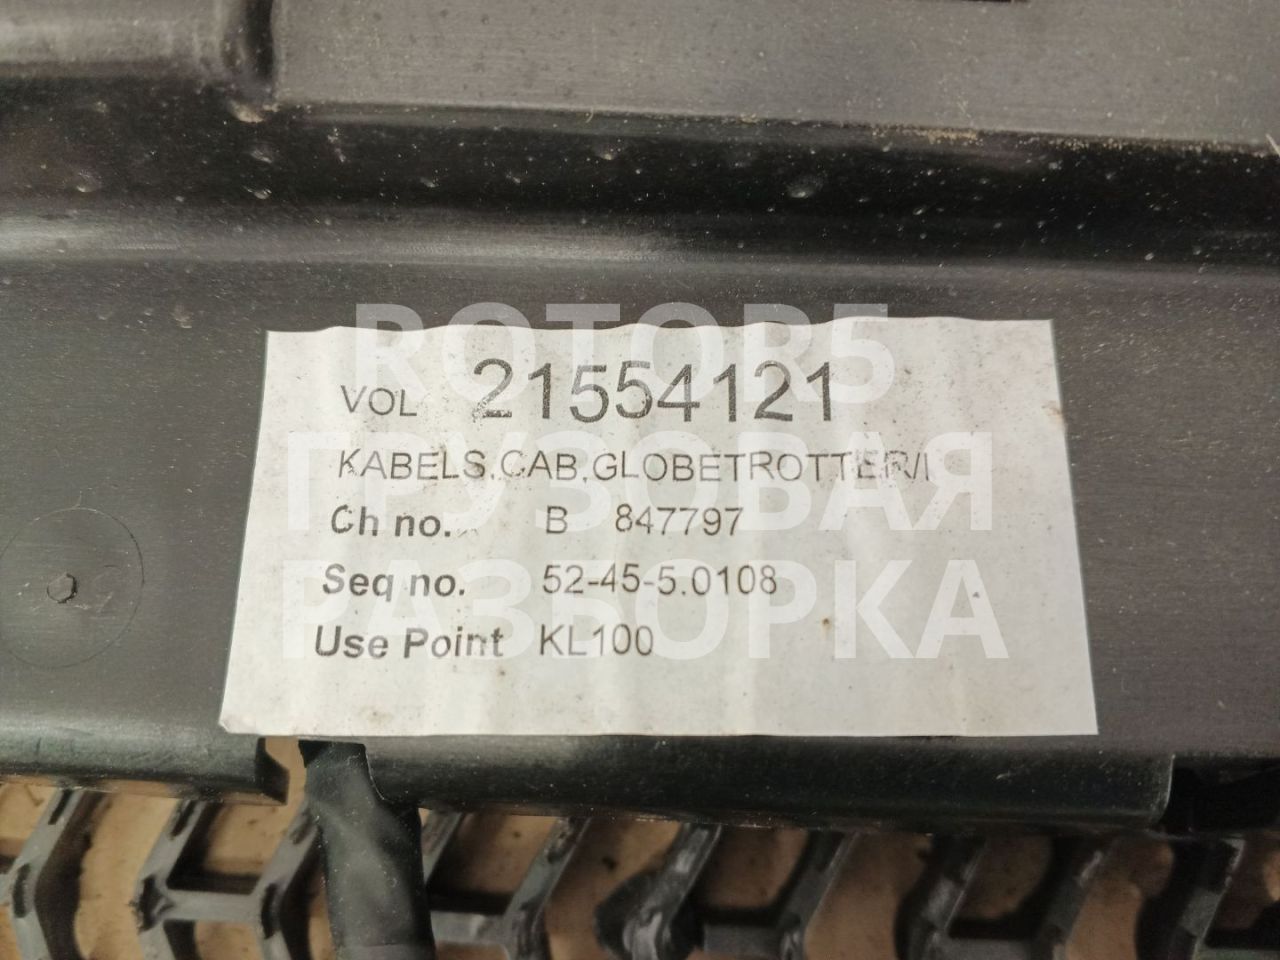 ROTOR5
VOL 21554121
ГРУЗОВАЯ
KABELS,CAB,GLOBETROTTER/I
Ch no. B 847797
РАЗБОРКА
Seq no. 52-45-5.0108
Use Point KL100